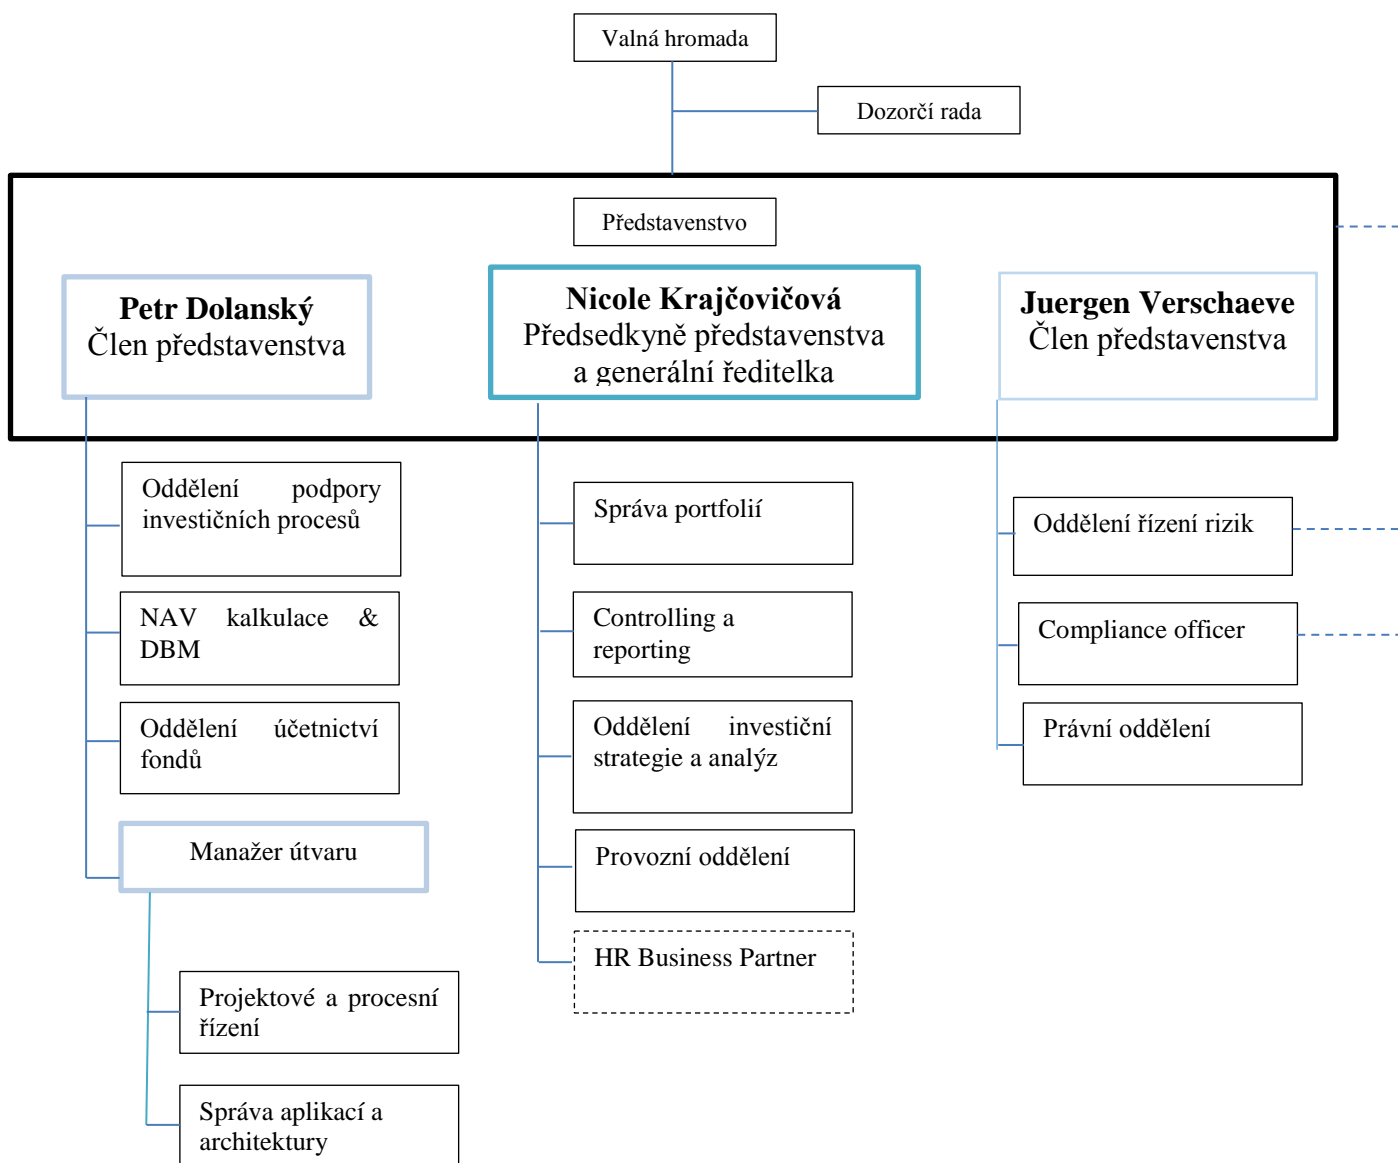 Valná hromada
Dozorčí rada
Představenstvo
Petr Dolanský
Člen představenstva
Nicole Krajčovičová
Předsedkyně představenstva
a generální ředitelka
Juergen Verschaeve
Člen představenstva
Oddělení podpory
investičních procesů
NAV kalkulace &
DBM
Oddělení účetnictví
fondů
Manažer útvaru
Projektové a procesní
řízení
Správa aplikací a
architektury
Správa portfolií
Controlling a
reporting
Oddělení investiční
strategie a analýz
Provozní oddělení
HR Business Partner
Oddělení řízení rizik
Compliance officer
Právní oddělení